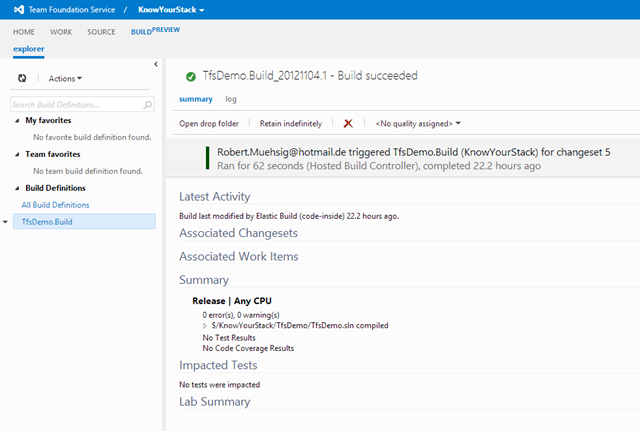 Team Foundation Service / KnowYourStack
HOME WORK SOURCE BUILD PREVIEW
explorer
Actions
Search Build Definitions...
My favorites
No favorite build definition found.
Team favorites
No team build definition found.
Build Definitions
All Build Definitions
TfsDemo.Build
TfsDemo.Build_20121104.1 - Build succeeded
summary log
Open drop folder Retain indefinitely <No quality assigned>
Robert.Muehsig@hotmail.de triggered TfsDemo.Build (KnowYourStack) for changeset 5
Ran for 62 seconds (Hosted Build Controller), completed 22.2 hours ago
Latest Activity
Build last modified by Elastic Build (code-inside) 22.2 hours ago.
Associated Changesets
Associated Work Items
Summary
Release | Any CPU
0 error(s), 0 warning(s)
$/KnowYourStack/TfsDemo/TfsDemo.sln compiled
No Test Results
No Code Coverage Results
Impacted Tests
No tests were impacted
Lab Summary